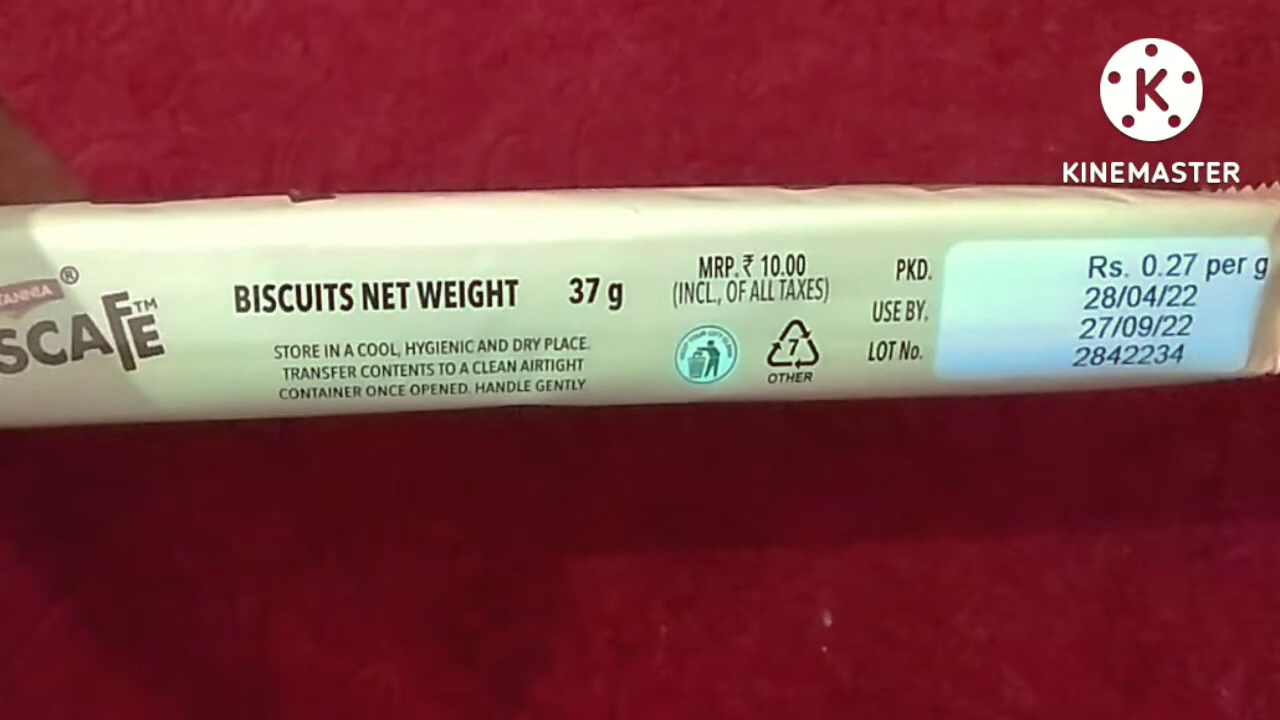 K
KINEMASTER
TANNIA ®
SCAFE™
BISCUITS NET WEIGHT 37 g
STORE IN A COOL, HYGIENIC AND DRY PLACE.
TRANSFER CONTENTS TO A CLEAN AIRTIGHT
CONTAINER ONCE OPENED. HANDLE GENTLY
MRP. ₹ 10.00
(INCL., OF ALL TAXES)
7
OTHER
PKD.
USE BY.
LOT No.
Rs. 0.27 per g
28/04/22
27/09/22
2842234